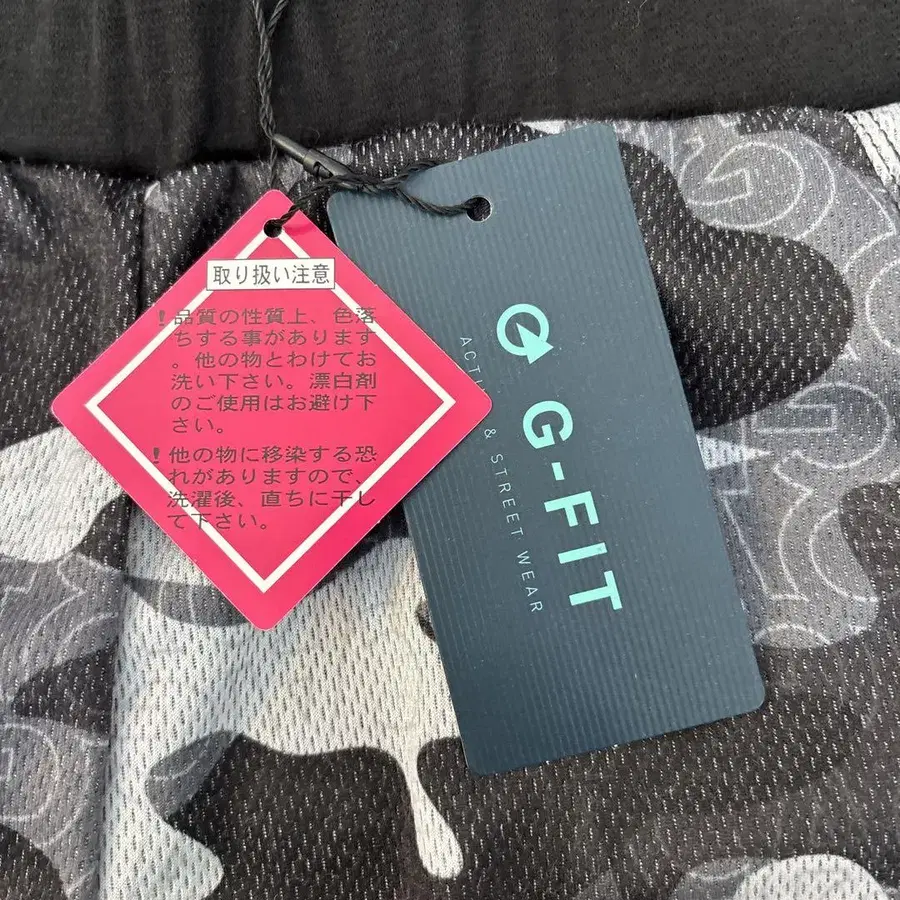 取り扱い注意
！品質の性質上、色落
ちする事があります
。他の物とわけてお
洗い下さい。漂白剤
のご使用はお避け下
さい。
！他の物に移染する恐
れがありますので、
洗濯後、直ちに干し
て下さい。
G-FIT
& STREET WEAR